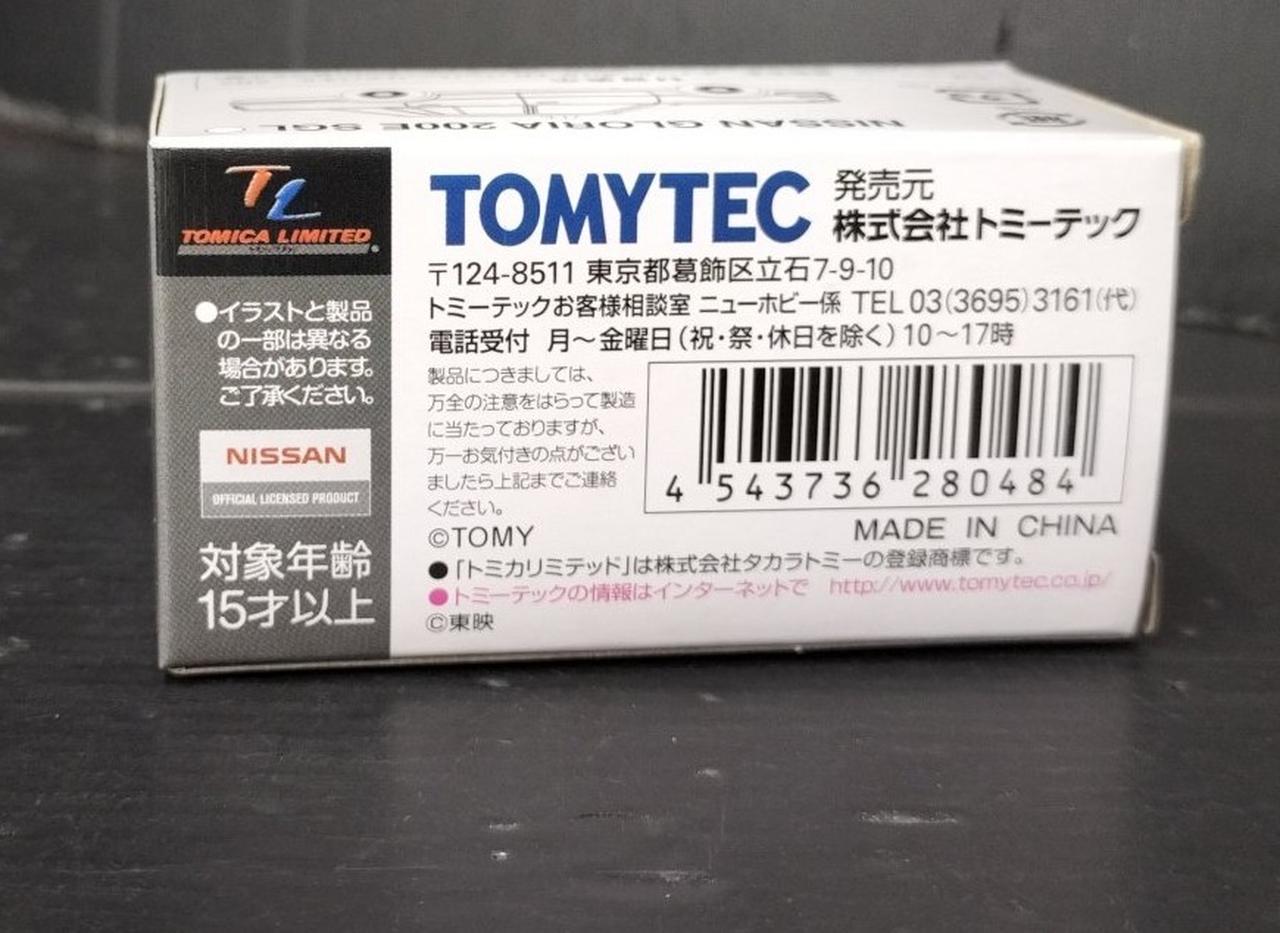 NISSAN GLORIA 200E SGL
TL
TOMICA LIMITED
●イラストと製品
の一部は異なる
場合があります。
ご了承ください。
NISSAN
OFFICIAL LICENSED PRODUCT
対象年齢
15才以上
TOMYTEC
発売元
株式会社トミーテック
〒124-8511 東京都葛飾区立石7-9-10
トミーテックお客様相談室 ニューホビー係 TEL 03(3695)3161(代)
電話受付 月〜金曜日(祝・祭・休日を除く)10〜17時
製品につきましては、
万全の注意をはらって製造
に当たっておりますが、
万一お気付きの点がござい
ましたら上記までご連絡
ください。
4 543736 280484
©TOMY
MADE IN CHINA
●「トミカリミテッド」は株式会社タカラトミーの登録商標です。
●トミーテックの情報はインターネットで http://www.tomytec.co.jp/
©東映